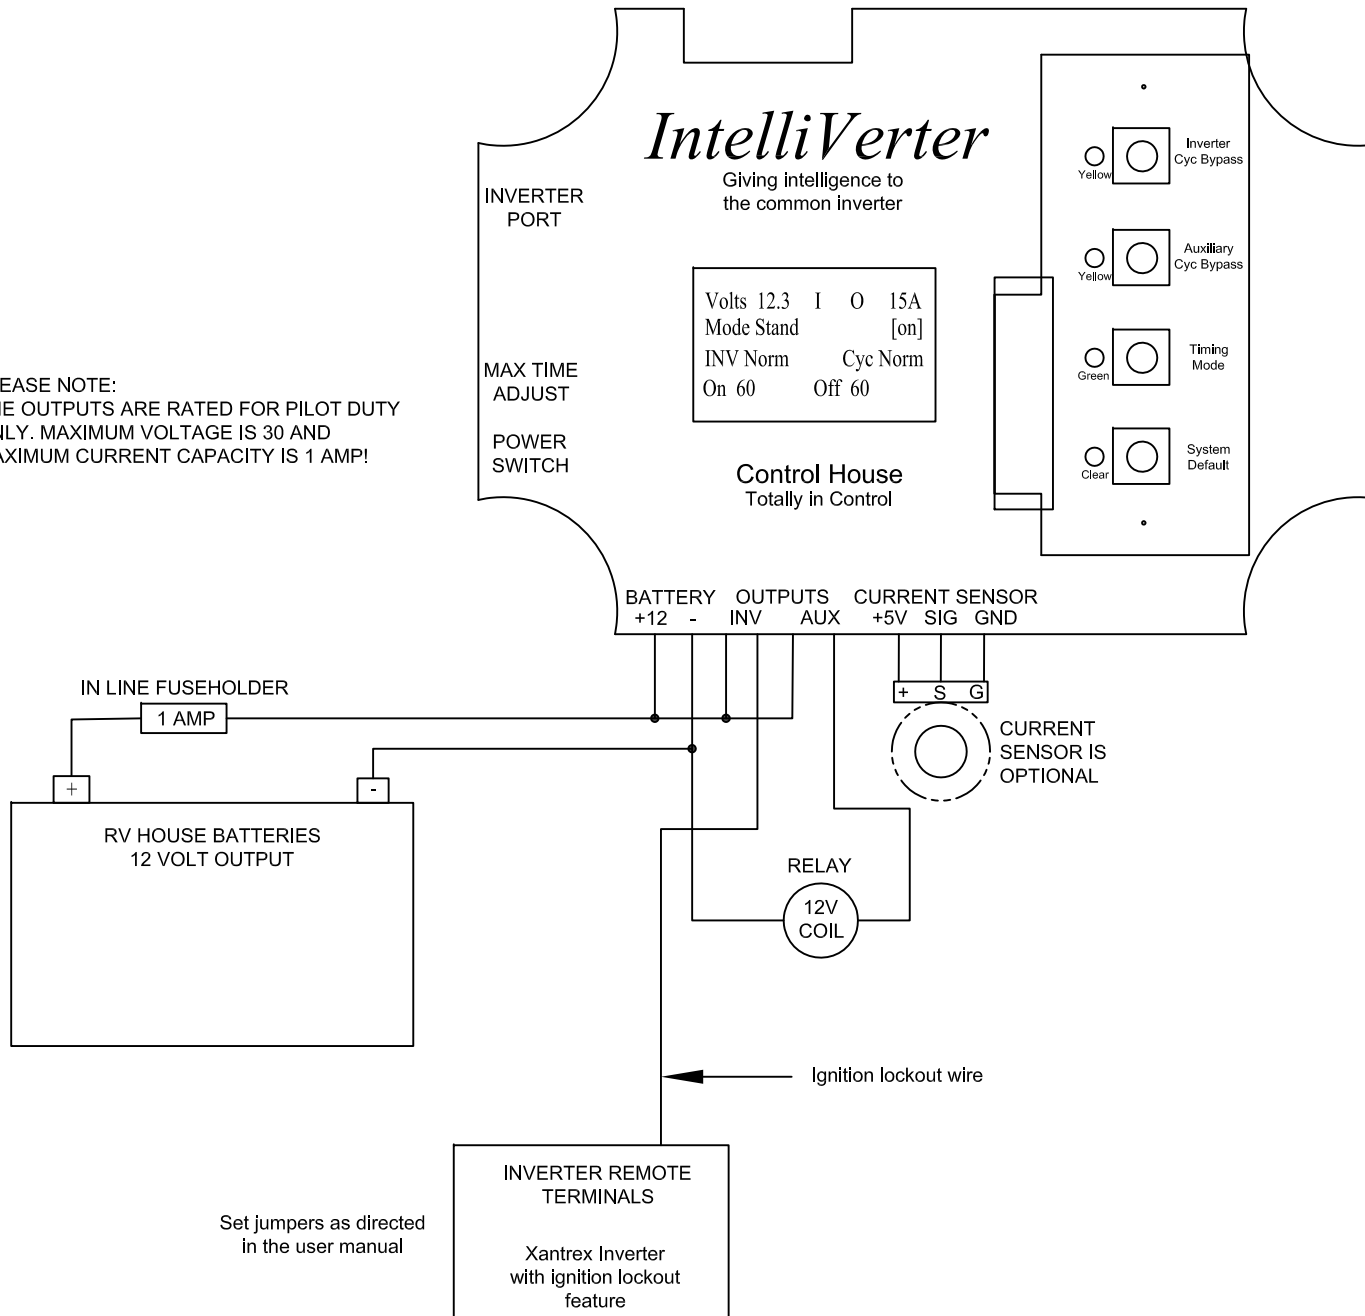 IntelliVerter
Giving intelligence to
the common inverter
INVERTER
PORT
MAX TIME
ADJUST
POWER
SWITCH
Volts 12.3 I O 15A
Mode Stand [on]
INV Norm Cyc Norm
On 60 Off 60
Control House
Totally in Control
Yellow
Inverter
Cyc Bypass
Yellow
Auxiliary
Cyc Bypass
Green
Timing
Mode
Clear
System
Default
EASE NOTE:
E OUTPUTS ARE RATED FOR PILOT DUTY
NLY. MAXIMUM VOLTAGE IS 30 AND
AXIMUM CURRENT CAPACITY IS 1 AMP!
BATTERY OUTPUTS CURRENT SENSOR
+12 - INV AUX +5V SIG GND
+ S G
CURRENT
SENSOR IS
OPTIONAL
IN LINE FUSEHOLDER
1 AMP
+ -
RV HOUSE BATTERIES
12 VOLT OUTPUT
RELAY
12V
COIL
Ignition lockout wire
INVERTER REMOTE
TERMINALS
Set jumpers as directed
in the user manual
Xantrex Inverter
with ignition lockout
feature